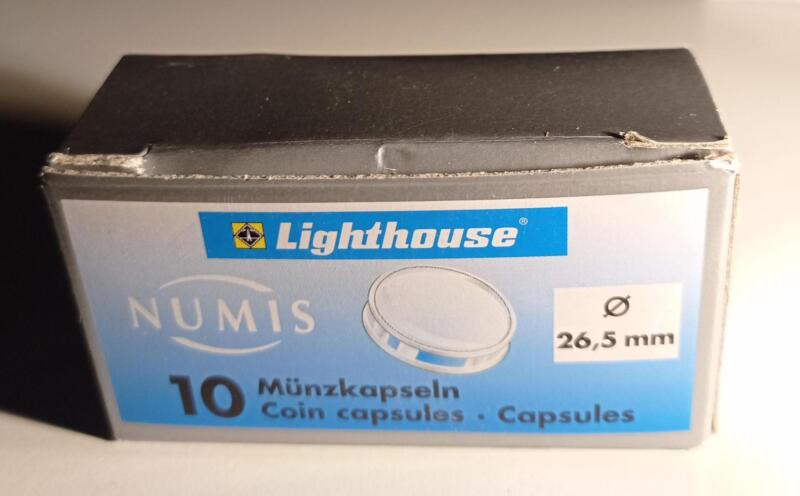 Lighthouse®
NUMIS
Ø
26,5 mm
10 Münzkapseln
Coin capsules · Capsules